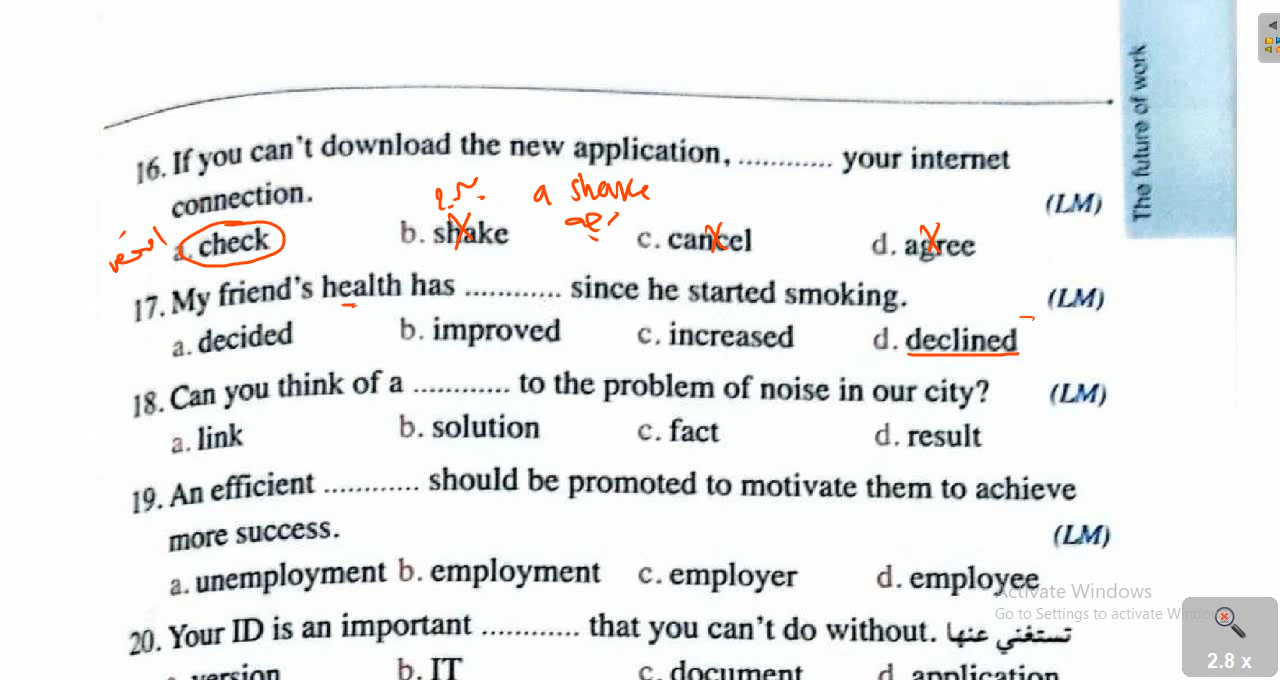 The future of work
16. If you can't download the new application, ............ your internet
connection. (LM)
a shake
a. check b. shake c. cancel d. agree
17. My friend's health has ............ since he started smoking. (LM)
a. decided b. improved c. increased d. declined
18. Can you think of a ............ to the problem of noise in our city? (LM)
a. link b. solution c. fact d. result
19. An efficient ............ should be promoted to motivate them to achieve
more success. (LM)
a. unemployment b. employment c. employer d. employee
Activate Windows
Go to Settings to activate Windows.
20. Your ID is an important ............ that you can't do without. تستغني عنها
a. version b. IT c. document d. application
2.8 x